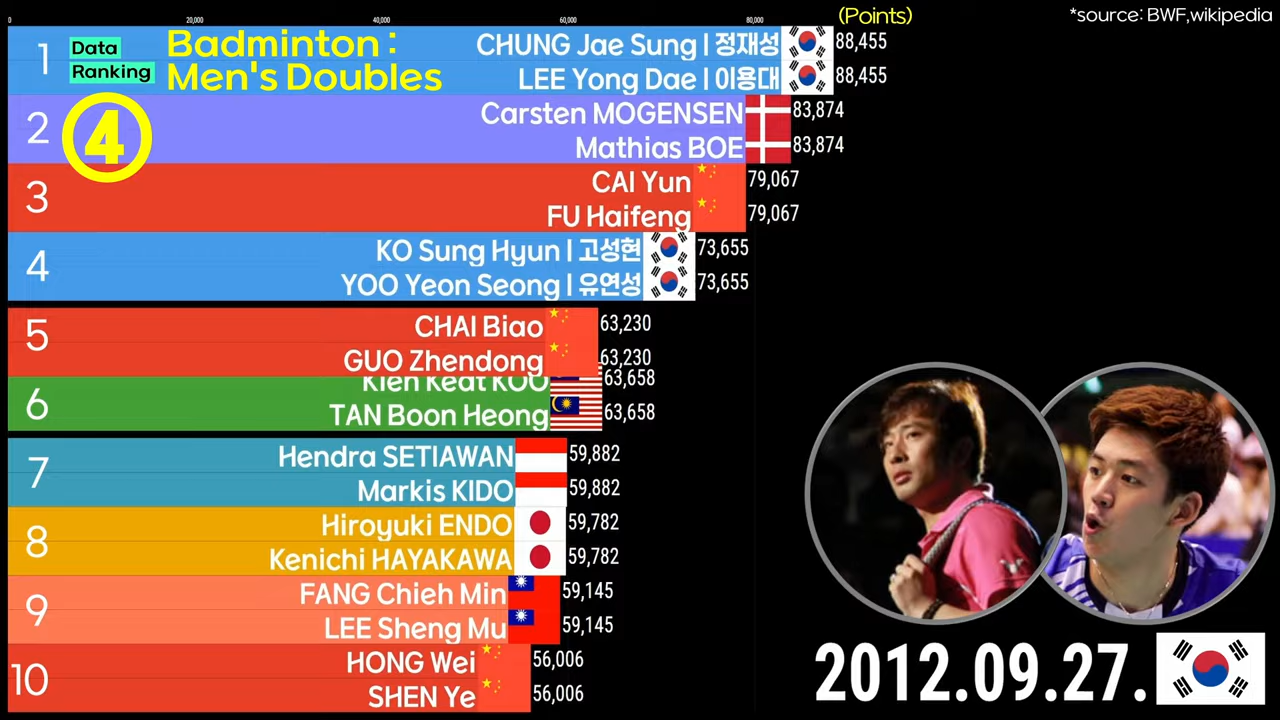 0 20,000 40,000 60,000 80,000
(Points)
*source: BWF,wikipedia
Data
Ranking
Badminton :
Men's Doubles
④
1
CHUNG Jae Sung | 정재성 88,455
LEE Yong Dae | 이용대 88,455
2
Carsten MOGENSEN 83,874
Mathias BOE 83,874
3
CAI Yun 79,067
FU Haifeng 79,067
4
KO Sung Hyun | 고성현 73,655
YOO Yeon Seong | 유연성 73,655
5
CHAI Biao 63,230
GUO Zhendong 63,230
6
Kien Keat KOO 63,658
TAN Boon Heong 63,658
7
Hendra SETIAWAN 59,882
Markis KIDO 59,882
8
Hiroyuki ENDO 59,782
Kenichi HAYAKAWA 59,782
9
FANG Chieh Min 59,145
LEE Sheng Mu 59,145
10
HONG Wei 56,006
SHEN Ye 56,006
2012.09.27.